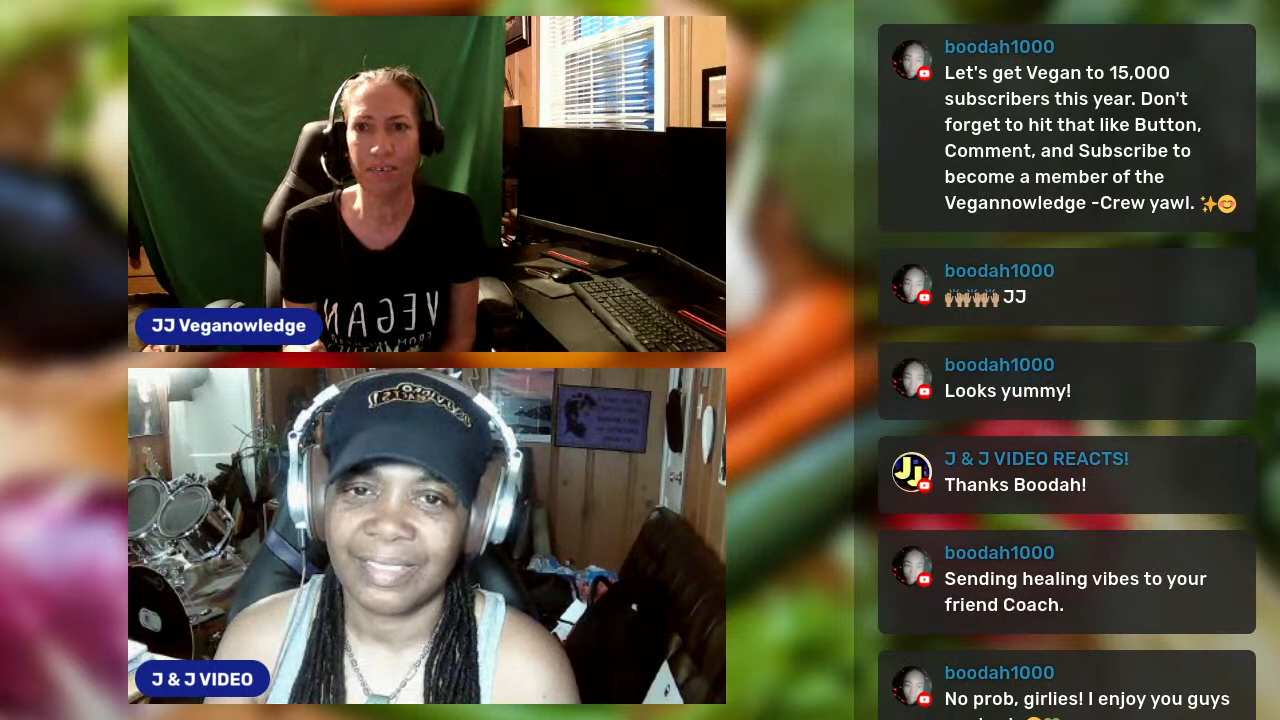 VEGAN
JJ Veganowledge
J & J VIDEO
boodah1000
Let's get Vegan to 15,000
subscribers this year. Don't
forget to hit that like Button,
Comment, and Subscribe to
become a member of the
Vegannowledge -Crew yawl. ✨😊
boodah1000
🙌🏽🙌🏽🙌🏽 JJ
boodah1000
Looks yummy!
Jj
J & J VIDEO REACTS!
Thanks Boodah!
boodah1000
Sending healing vibes to your
friend Coach.
boodah1000
No prob, girlies! I enjoy you guys